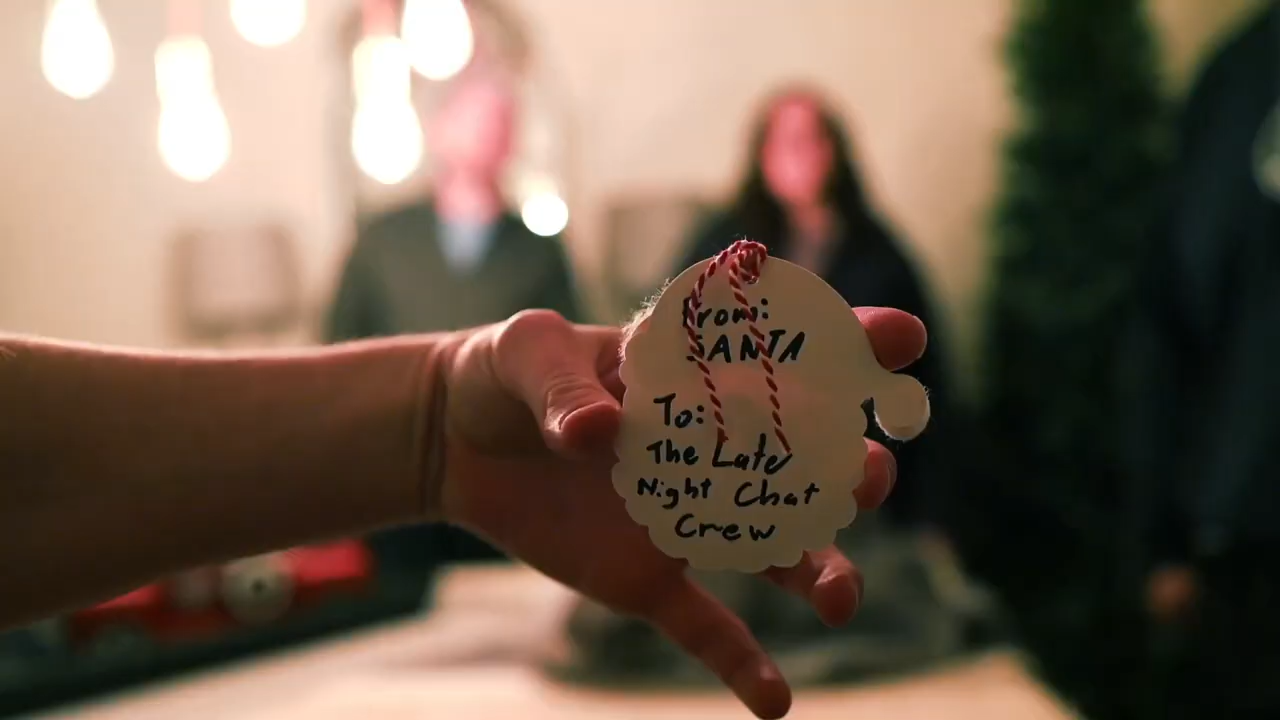 From:
SANTA
To:
The Late
Night Chat
Crew